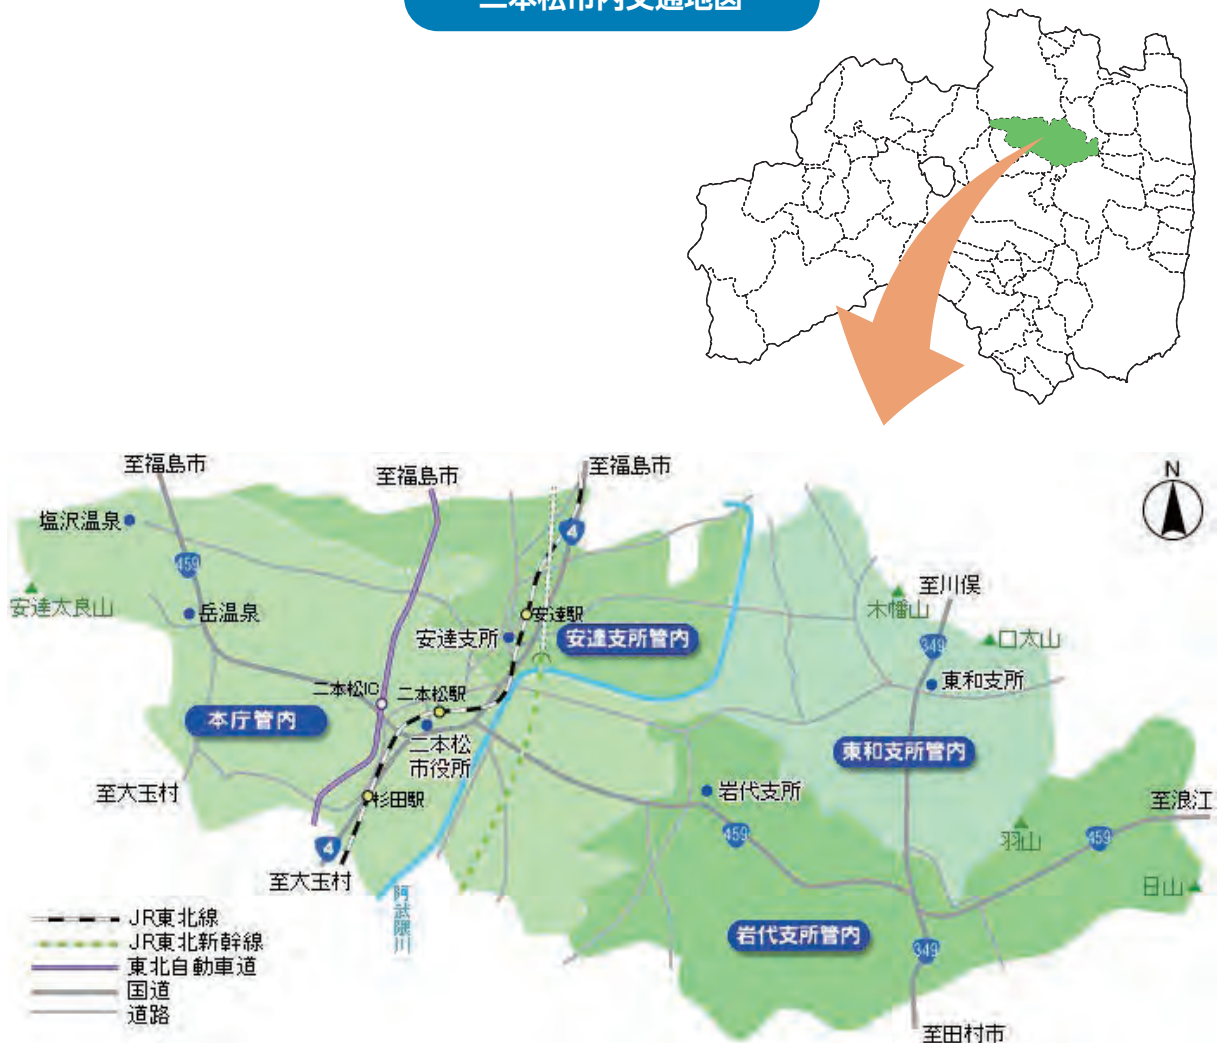 二本松市内交通地図
至福島市
至福島市
至福島市
N
塩沢温泉
4
459
安達太良山
岳温泉
安達駅
安達支所
安達支所管内
至川俣
木幡山
349
口太山
東和支所
二本松IC
二本松駅
本庁管内
二本松
市役所
東和支所管内
至大玉村
杉田駅
岩代支所
至浪江
459
459
羽山
4
至大玉村
日山
阿武隈川
岩代支所管内
349
至田村市
JR東北線
JR東北新幹線
東北自動車道
国道
道路